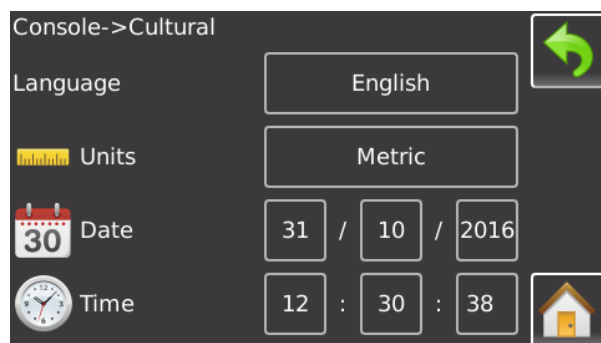 Console->Cultural
Language English
Units Metric
30 Date 31 / 10 / 2016
Time 12 : 30 : 38